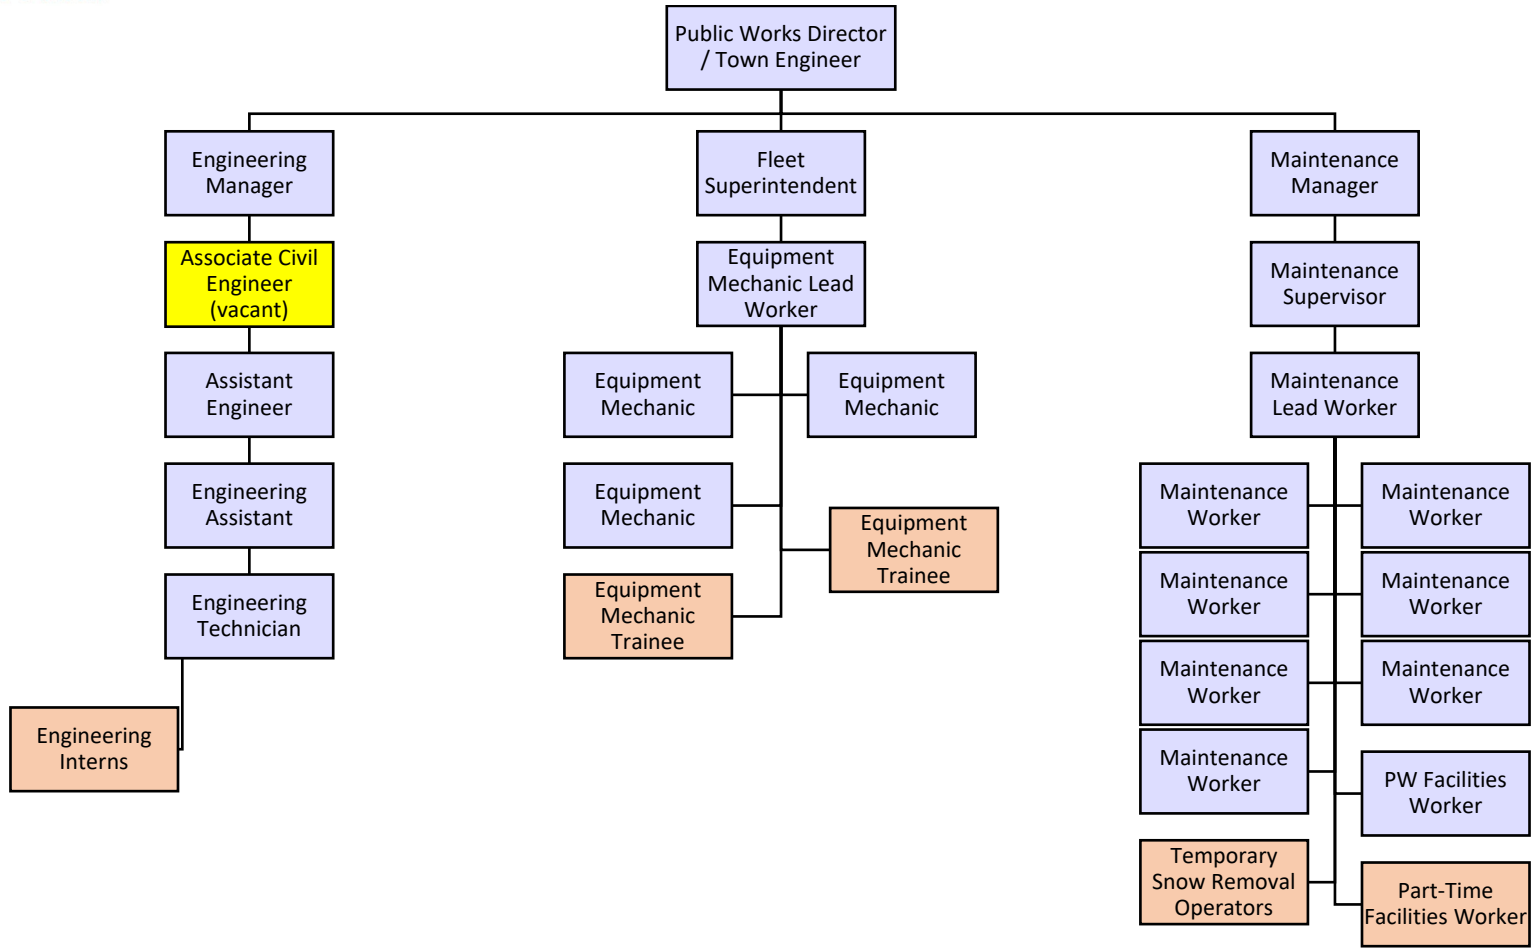 Public Works Director
/ Town Engineer
Engineering
Manager
Fleet
Superintendent
Maintenance
Manager
Associate Civil
Engineer
(vacant)
Equipment
Mechanic Lead
Worker
Maintenance
Supervisor
Assistant
Engineer
Equipment
Mechanic
Equipment
Mechanic
Maintenance
Lead Worker
Engineering
Assistant
Equipment
Mechanic
Equipment
Mechanic
Trainee
Maintenance
Worker
Maintenance
Worker
Engineering
Technician
Equipment
Mechanic
Trainee
Maintenance
Worker
Maintenance
Worker
Maintenance
Worker
Maintenance
Worker
Engineering
Interns
Maintenance
Worker
PW Facilities
Worker
Temporary
Snow Removal
Operators
Part-Time
Facilities Worker